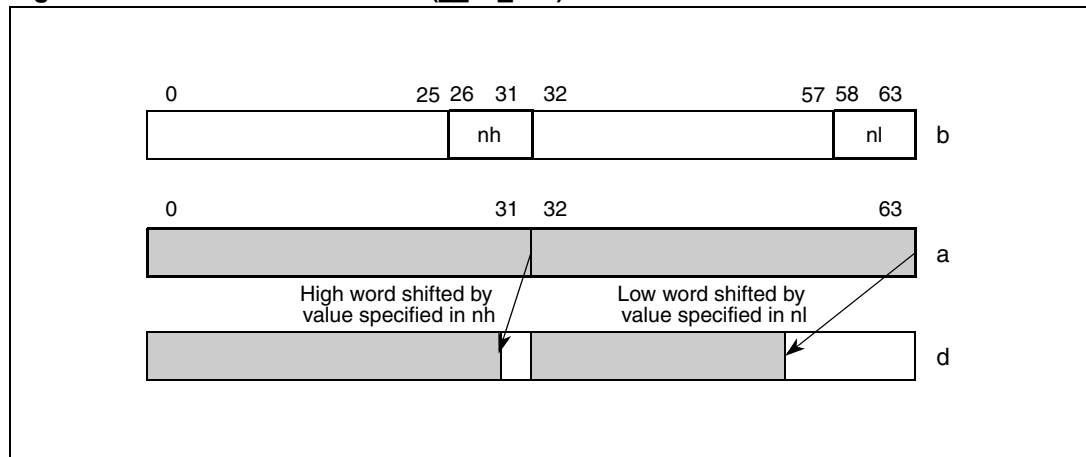 0 25 26 31 32 57 58 63
nh nl b
0 31 32 63
a
High word shifted by Low word shifted by
value specified in nh value specified in nl
d